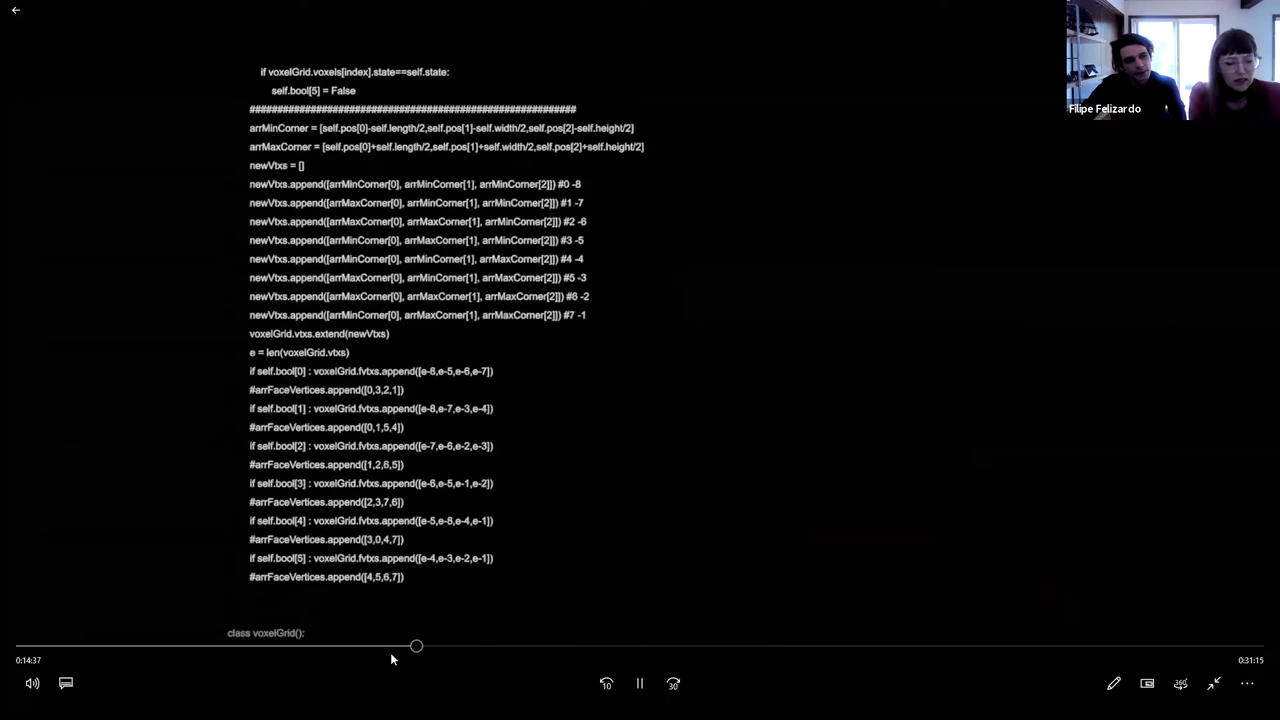 if voxelGrid.voxels[index].state==self.state:
self.bool[5] = False
##########################################################
arrMinCorner = [self.pos[0]-self.length/2,self.pos[1]-self.width/2,self.pos[2]-self.height/2]
arrMaxCorner = [self.pos[0]+self.length/2,self.pos[1]+self.width/2,self.pos[2]+self.height/2]
newVtxs = []
newVtxs.append([arrMinCorner[0], arrMinCorner[1], arrMinCorner[2]]) #0 -8
newVtxs.append([arrMaxCorner[0], arrMinCorner[1], arrMinCorner[2]]) #1 -7
newVtxs.append([arrMaxCorner[0], arrMaxCorner[1], arrMinCorner[2]]) #2 -6
newVtxs.append([arrMinCorner[0], arrMaxCorner[1], arrMinCorner[2]]) #3 -5
newVtxs.append([arrMinCorner[0], arrMinCorner[1], arrMaxCorner[2]]) #4 -4
newVtxs.append([arrMaxCorner[0], arrMinCorner[1], arrMaxCorner[2]]) #5 -3
newVtxs.append([arrMaxCorner[0], arrMaxCorner[1], arrMaxCorner[2]]) #6 -2
newVtxs.append([arrMinCorner[0], arrMaxCorner[1], arrMaxCorner[2]]) #7 -1
voxelGrid.vtxs.extend(newVtxs)
e = len(voxelGrid.vtxs)
if self.bool[0] : voxelGrid.fvtxs.append([e-8,e-5,e-6,e-7])
#arrFaceVertices.append([0,3,2,1])
if self.bool[1] : voxelGrid.fvtxs.append([e-8,e-7,e-3,e-4])
#arrFaceVertices.append([0,1,5,4])
if self.bool[2] : voxelGrid.fvtxs.append([e-7,e-6,e-2,e-3])
#arrFaceVertices.append([1,2,6,5])
if self.bool[3] : voxelGrid.fvtxs.append([e-6,e-5,e-1,e-2])
#arrFaceVertices.append([2,3,7,6])
if self.bool[4] : voxelGrid.fvtxs.append([e-5,e-8,e-4,e-1])
#arrFaceVertices.append([3,0,4,7])
if self.bool[5] : voxelGrid.fvtxs.append([e-4,e-3,e-2,e-1])
#arrFaceVertices.append([4,5,6,7])
class voxelGrid():
Filipe Felizardo
0:14:37
0:31:15
10
30
360